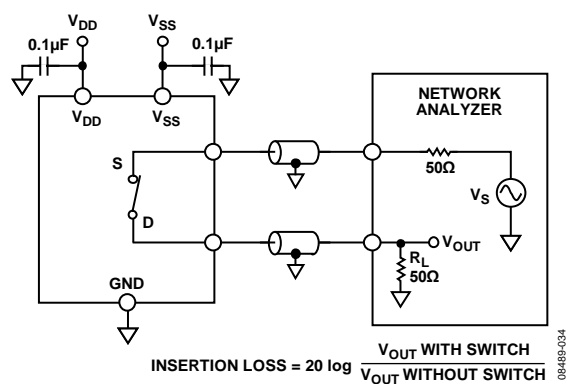 VDD
VSS
0.1µF
0.1µF
VDD
VSS
NETWORK
ANALYZER
S
50Ω
VS
D
VOUT
RL
50Ω
GND
INSERTION LOSS = 20 log
VOUT WITH SWITCH
VOUT WITHOUT SWITCH
08489-034